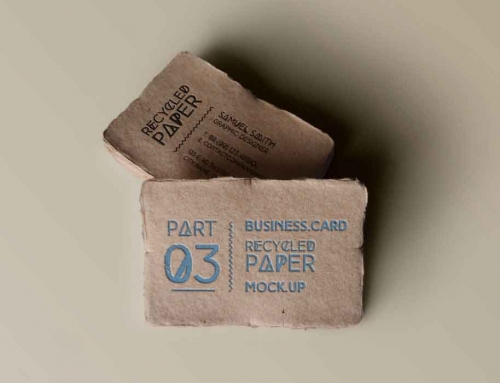 RECYCLED
PAPER
SAMUEL SMITH
GRAPHIC DESIGNER
PART
03
BUSINESS.CARD
RECYCLED
PAPER
MOCK.UP